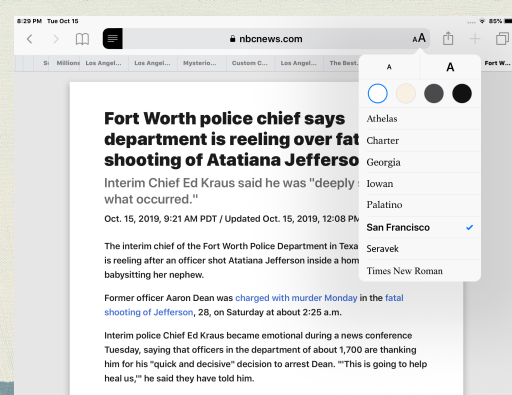 8:29 PM Tue Oct 15
85%
nbcnews.com
AA
Millions
Los Angel...
Los Angel...
Mysterio...
Custom C...
Los Angel...
The Best.
Fort W...
A
A
Athelas
Charter
Georgia
Iowan
Palatino
San Francisco
Seravek
Times New Roman
Fort Worth police chief says
department is reeling over fat
shooting of Atatiana Jefferso
Interim Chief Ed Kraus said he was "deeply
what occurred."
Oct. 15, 2019, 9:21 AM PDT / Updated Oct. 15, 2019, 12:08 PM
The interim chief of the Fort Worth Police Department in Texa
is reeling after an officer shot Atatiana Jefferson inside a hom
babysitting her nephew.
Former officer Aaron Dean was charged with murder Monday in the fatal
shooting of Jefferson, 28, on Saturday at about 2:25 a.m.
Interim police Chief Ed Kraus became emotional during a news conference
Tuesday, saying that officers in the department of about 1,700 are thanking
him for his "quick and decisive" decision to arrest Dean. "'This is going to help
heal us,'" he said they have told him.